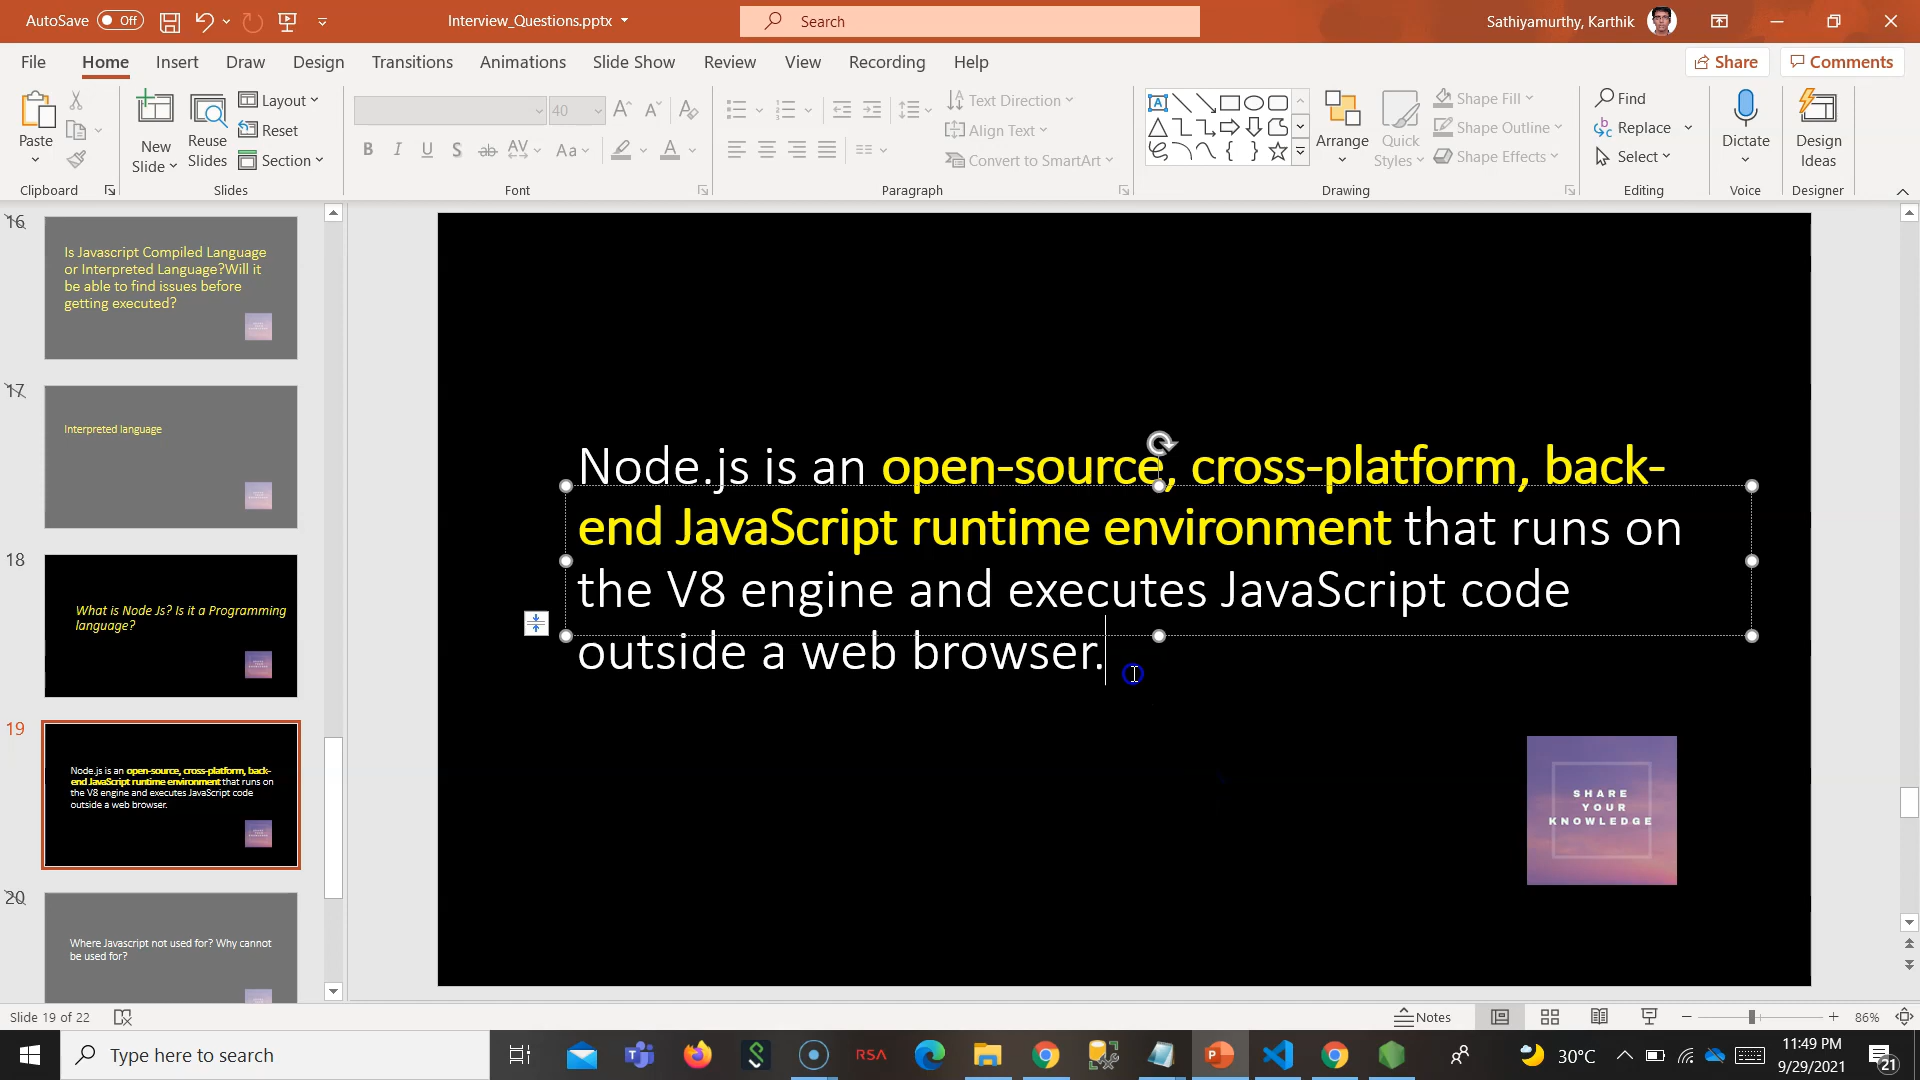 AutoSave Off
Interview_Questions.pptx
Search
Sathiyamurthy, Karthik
File Home Insert Draw Design Transitions Animations Slide Show Review View Recording Help
Share Comments
Paste
Clipboard
New Slide
Reuse Slides
Layout
Reset
Section
Slides
40
Font
Paragraph
Text Direction
Align Text
Convert to SmartArt
Arrange
Quick Styles
Shape Fill
Shape Outline
Shape Effects
Drawing
Find
Replace
Select
Editing
Dictate
Voice
Design Ideas
Designer
16
Is Javascript Compiled Language
or Interpreted Language?Will it
be able to find issues before
getting executed?
17
Interpreted language
18
What is Node Js? Is it a Programming
language?
19
Node.js is an open-source, cross-platform, back-
end JavaScript runtime environment that runs on
the V8 engine and executes JavaScript code
outside a web browser.
20
Where Javascript not used for? Why cannot
be used for?
Node.js is an open-source, cross-platform, back-
end JavaScript runtime environment that runs on
the V8 engine and executes JavaScript code
outside a web browser.
SHARE
YOUR
KNOWLEDGE
Slide 19 of 22
Notes
86%
Type here to search
RSA
30°C
11:49 PM
9/29/2021
21